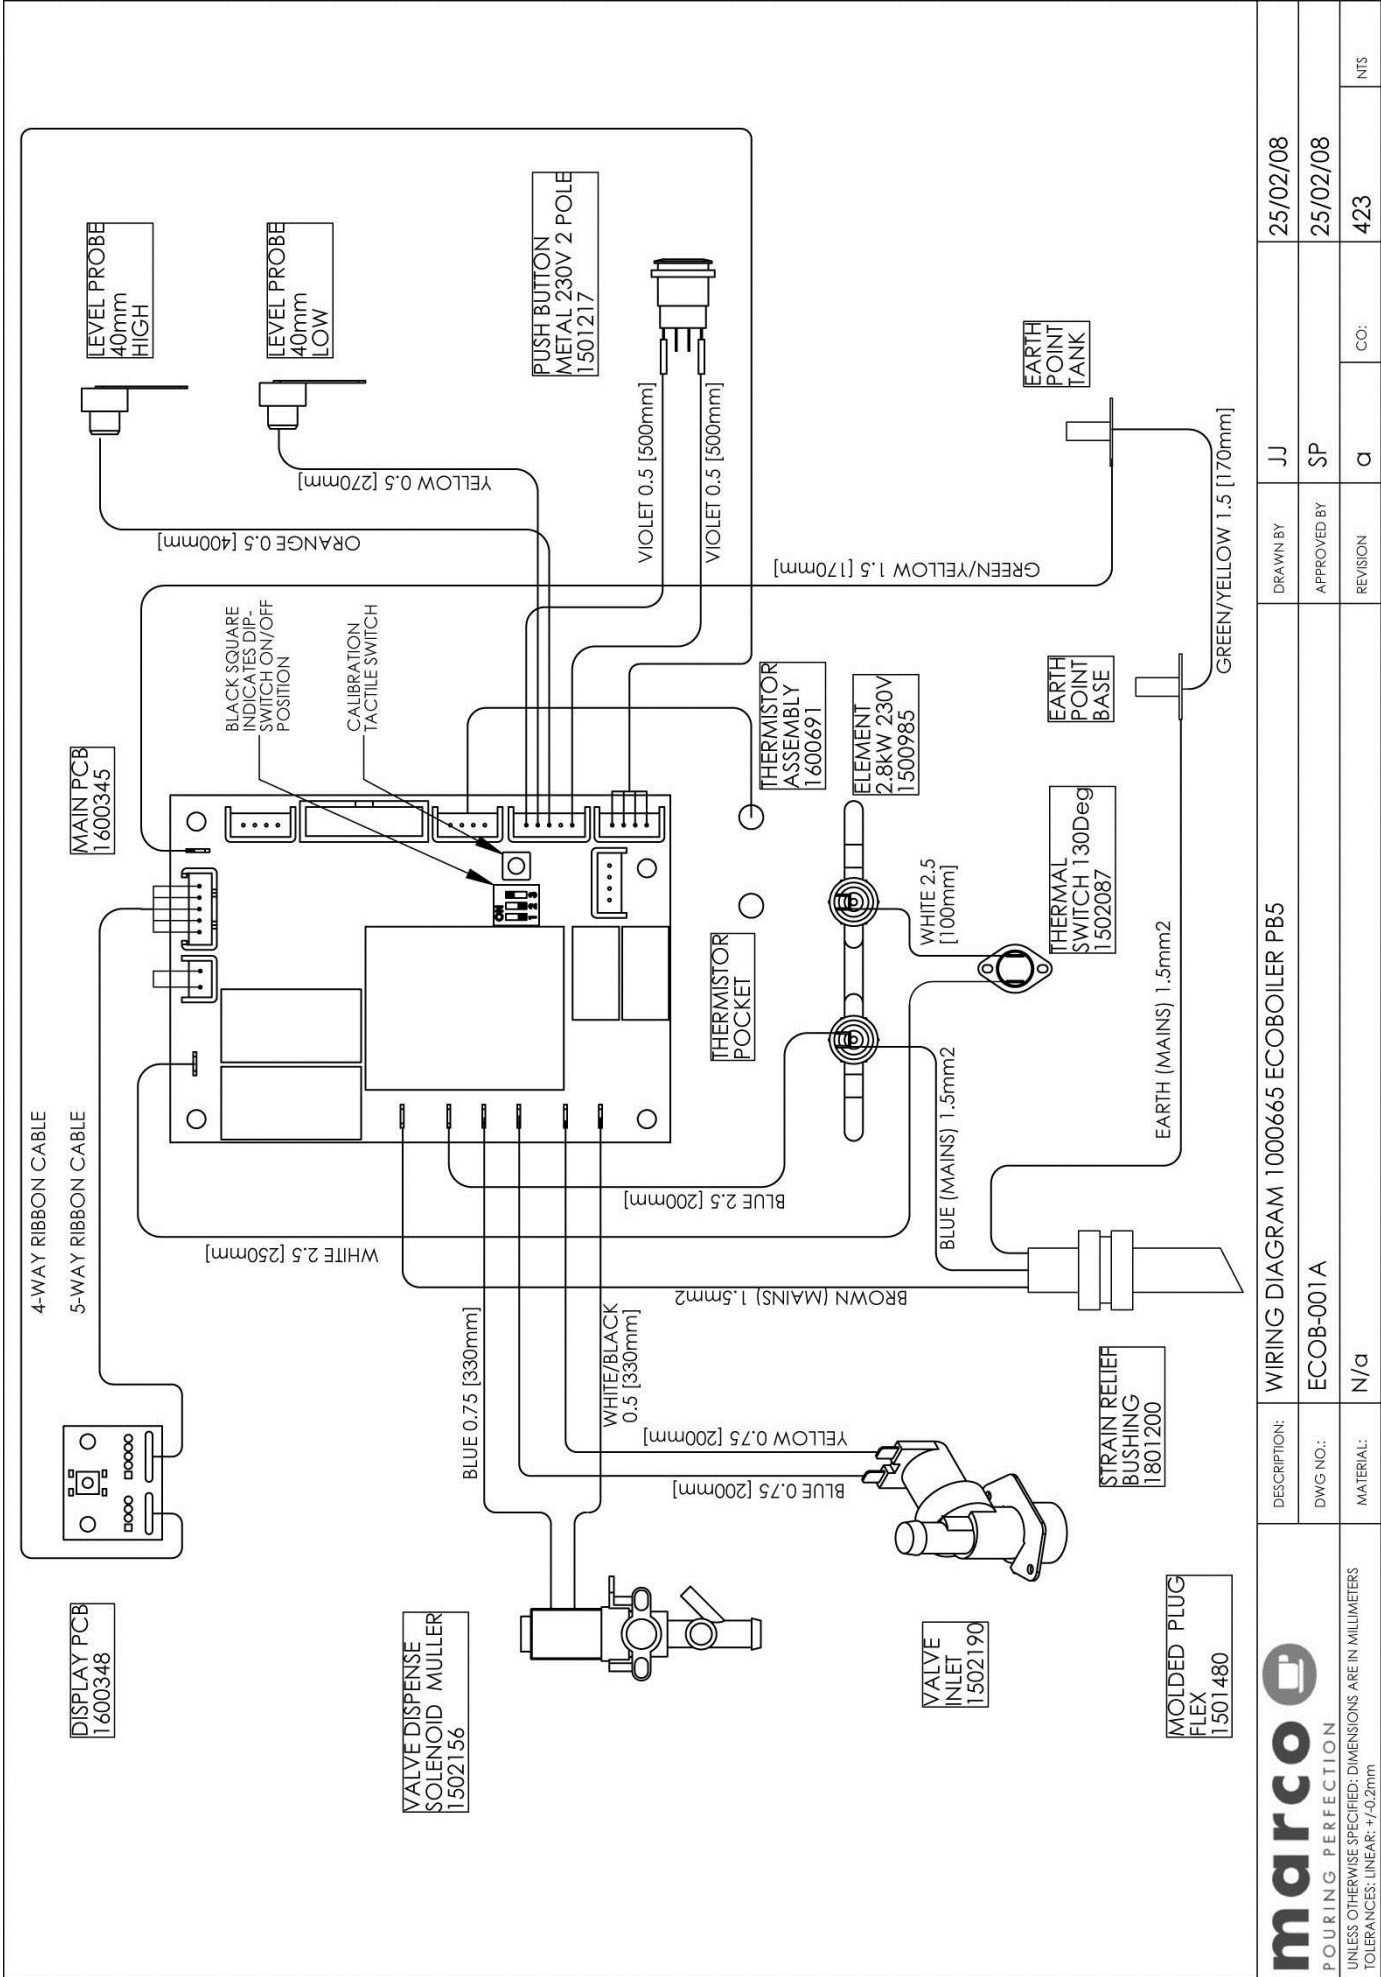 4-WAY RIBBON CABLE
5-WAY RIBBON CABLE
DISPLAY PCB
1600348
MAIN PCB
1600345
LEVEL PROBE
40mm
HIGH
LEVEL PROBE
40mm
LOW
ORANGE 0.5 [400mm]
YELLOW 0.5 [270mm]
BLACK SQUARE
INDICATES DIP-
SWITCH ON/OFF
POSITION
CALIBRATION
TACTILE SWITCH
ON
1 2 3
PUSH BUTTON
METAL 230V 2 POLE
1501217
VIOLET 0.5 [500mm]
VIOLET 0.5 [500mm]
GREEN/YELLOW 1.5 [170mm]
WHITE 2.5 [250mm]
BLUE 2.5 [200mm]
BROWN (MAINS) 1.5mm2
BLUE 0.75 [330mm]
WHITE/BLACK
0.5 [330mm]
YELLOW 0.75 [200mm]
BLUE 0.75 [200mm]
VALVE DISPENSE
SOLENOID MULLER
1502156
THERMISTOR
POCKET
THERMISTOR
ASSEMBLY
1600691
ELEMENT
2.8kW 230V
1500985
WHITE 2.5
[100mm]
BLUE (MAINS) 1.5mm2
VALVE
INLET
1502190
THERMAL
SWITCH 130Deg
1502087
EARTH
POINT
TANK
EARTH
POINT
BASE
EARTH (MAINS) 1.5mm2
GREEN/YELLOW 1.5 [170mm]
STRAIN RELIEF
BUSHING
1801200
MOLDED PLUG
FLEX
1501480
marco
POURING PERFECTION
UNLESS OTHERWISE SPECIFIED: DIMENSIONS ARE IN MILLIMETERS
TOLERANCES: LINEAR: +/-0.2mm
DESCRIPTION: WIRING DIAGRAM 1000665 ECOBOILER PB5 DRAWN BY JJ 25/02/08
DWG NO.: ECOB-001A APPROVED BY SP 25/02/08
MATERIAL: N/a REVISION a CO: 423 NTS